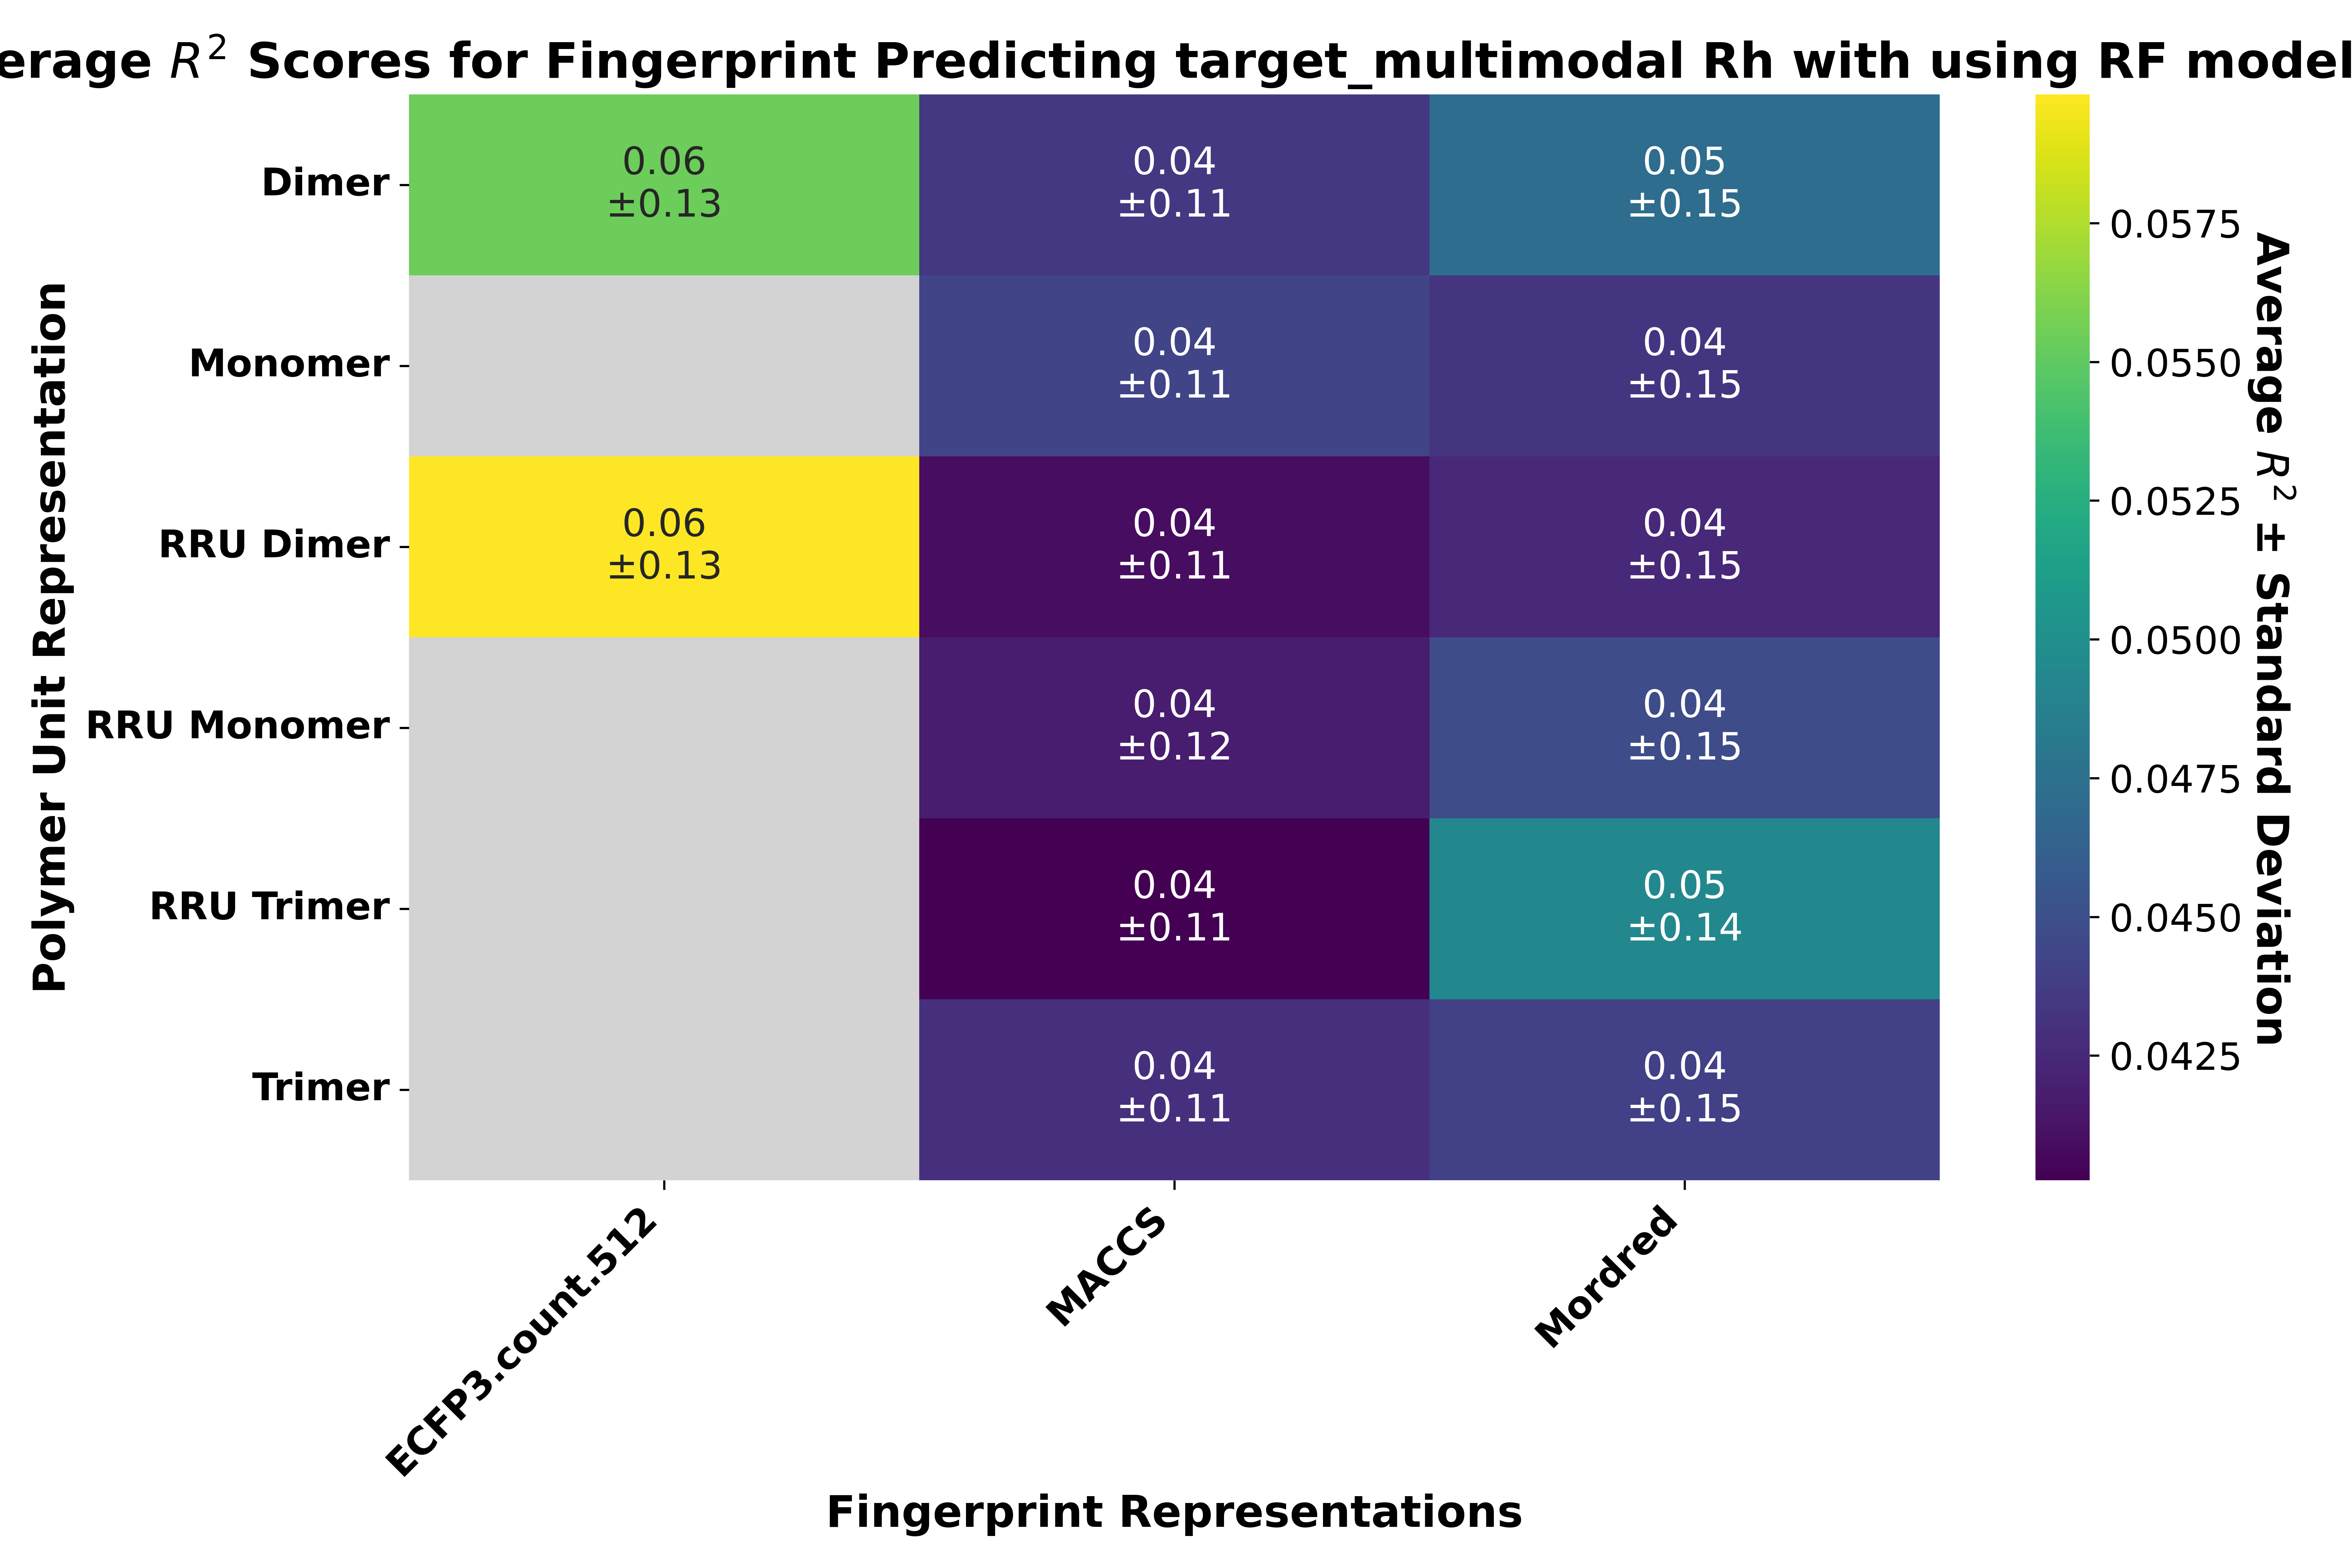 erage R² Scores for Fingerprint Predicting target_multimodal Rh with using RF model
Polymer Unit Representation
Dimer
0.06
±0.13
0.04
±0.11
0.05
±0.15
Monomer
0.04
±0.11
0.04
±0.15
RRU Dimer
0.06
±0.13
0.04
±0.11
0.04
±0.15
RRU Monomer
0.04
±0.12
0.04
±0.15
RRU Trimer
0.04
±0.11
0.05
±0.14
Trimer
0.04
±0.11
0.04
±0.15
ECFP3.count.512
MACCS
Mordred
Fingerprint Representations
0.0575
0.0550
0.0525
0.0500
0.0475
0.0450
0.0425
Average R² ± Standard Deviation